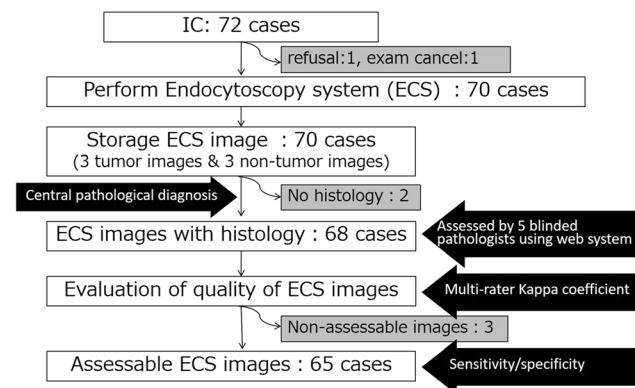 IC: 72 cases
refusal:1, exam cancel:1
Perform Endocytoscopy system (ECS) : 70 cases
Storage ECS image : 70 cases
(3 tumor images & 3 non-tumor images)
Central pathological diagnosis
No histology : 2
ECS images with histology : 68 cases
Assessed by 5 blinded
pathologists using web system
Evaluation of quality of ECS images
Multi-rater Kappa coefficient
Non-assessable images : 3
Assessable ECS images : 65 cases
Sensitivity/specificity